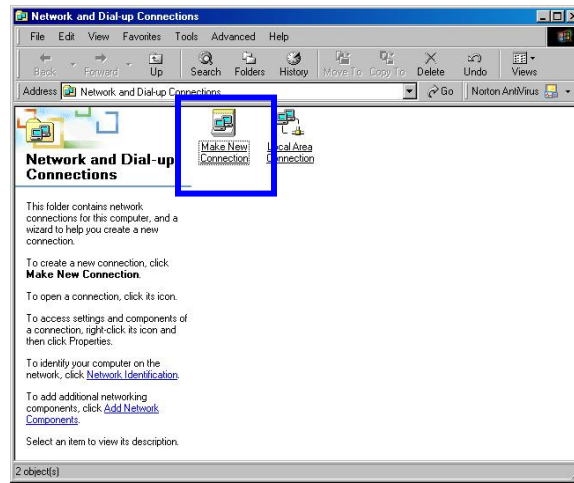 Network and Dial-up Connections
File Edit View Favorites Tools Advanced Help
Back Forward Up Search Folders History Move To Copy To Delete Undo Views
Address Network and Dial-up Connections Go Norton AntiVirus
Make New Connection
Local Area Connection
Network and Dial-up
Connections
This folder contains network
connections for this computer, and a
wizard to help you create a new
connection.
To create a new connection, click
Make New Connection.
To open a connection, click its icon.
To access settings and components of
a connection, right-click its icon and
then click Properties.
To identify your computer on the
network, click Network Identification.
To add additional networking
components, click Add Network
Components.
Select an item to view its description.
2 object(s)